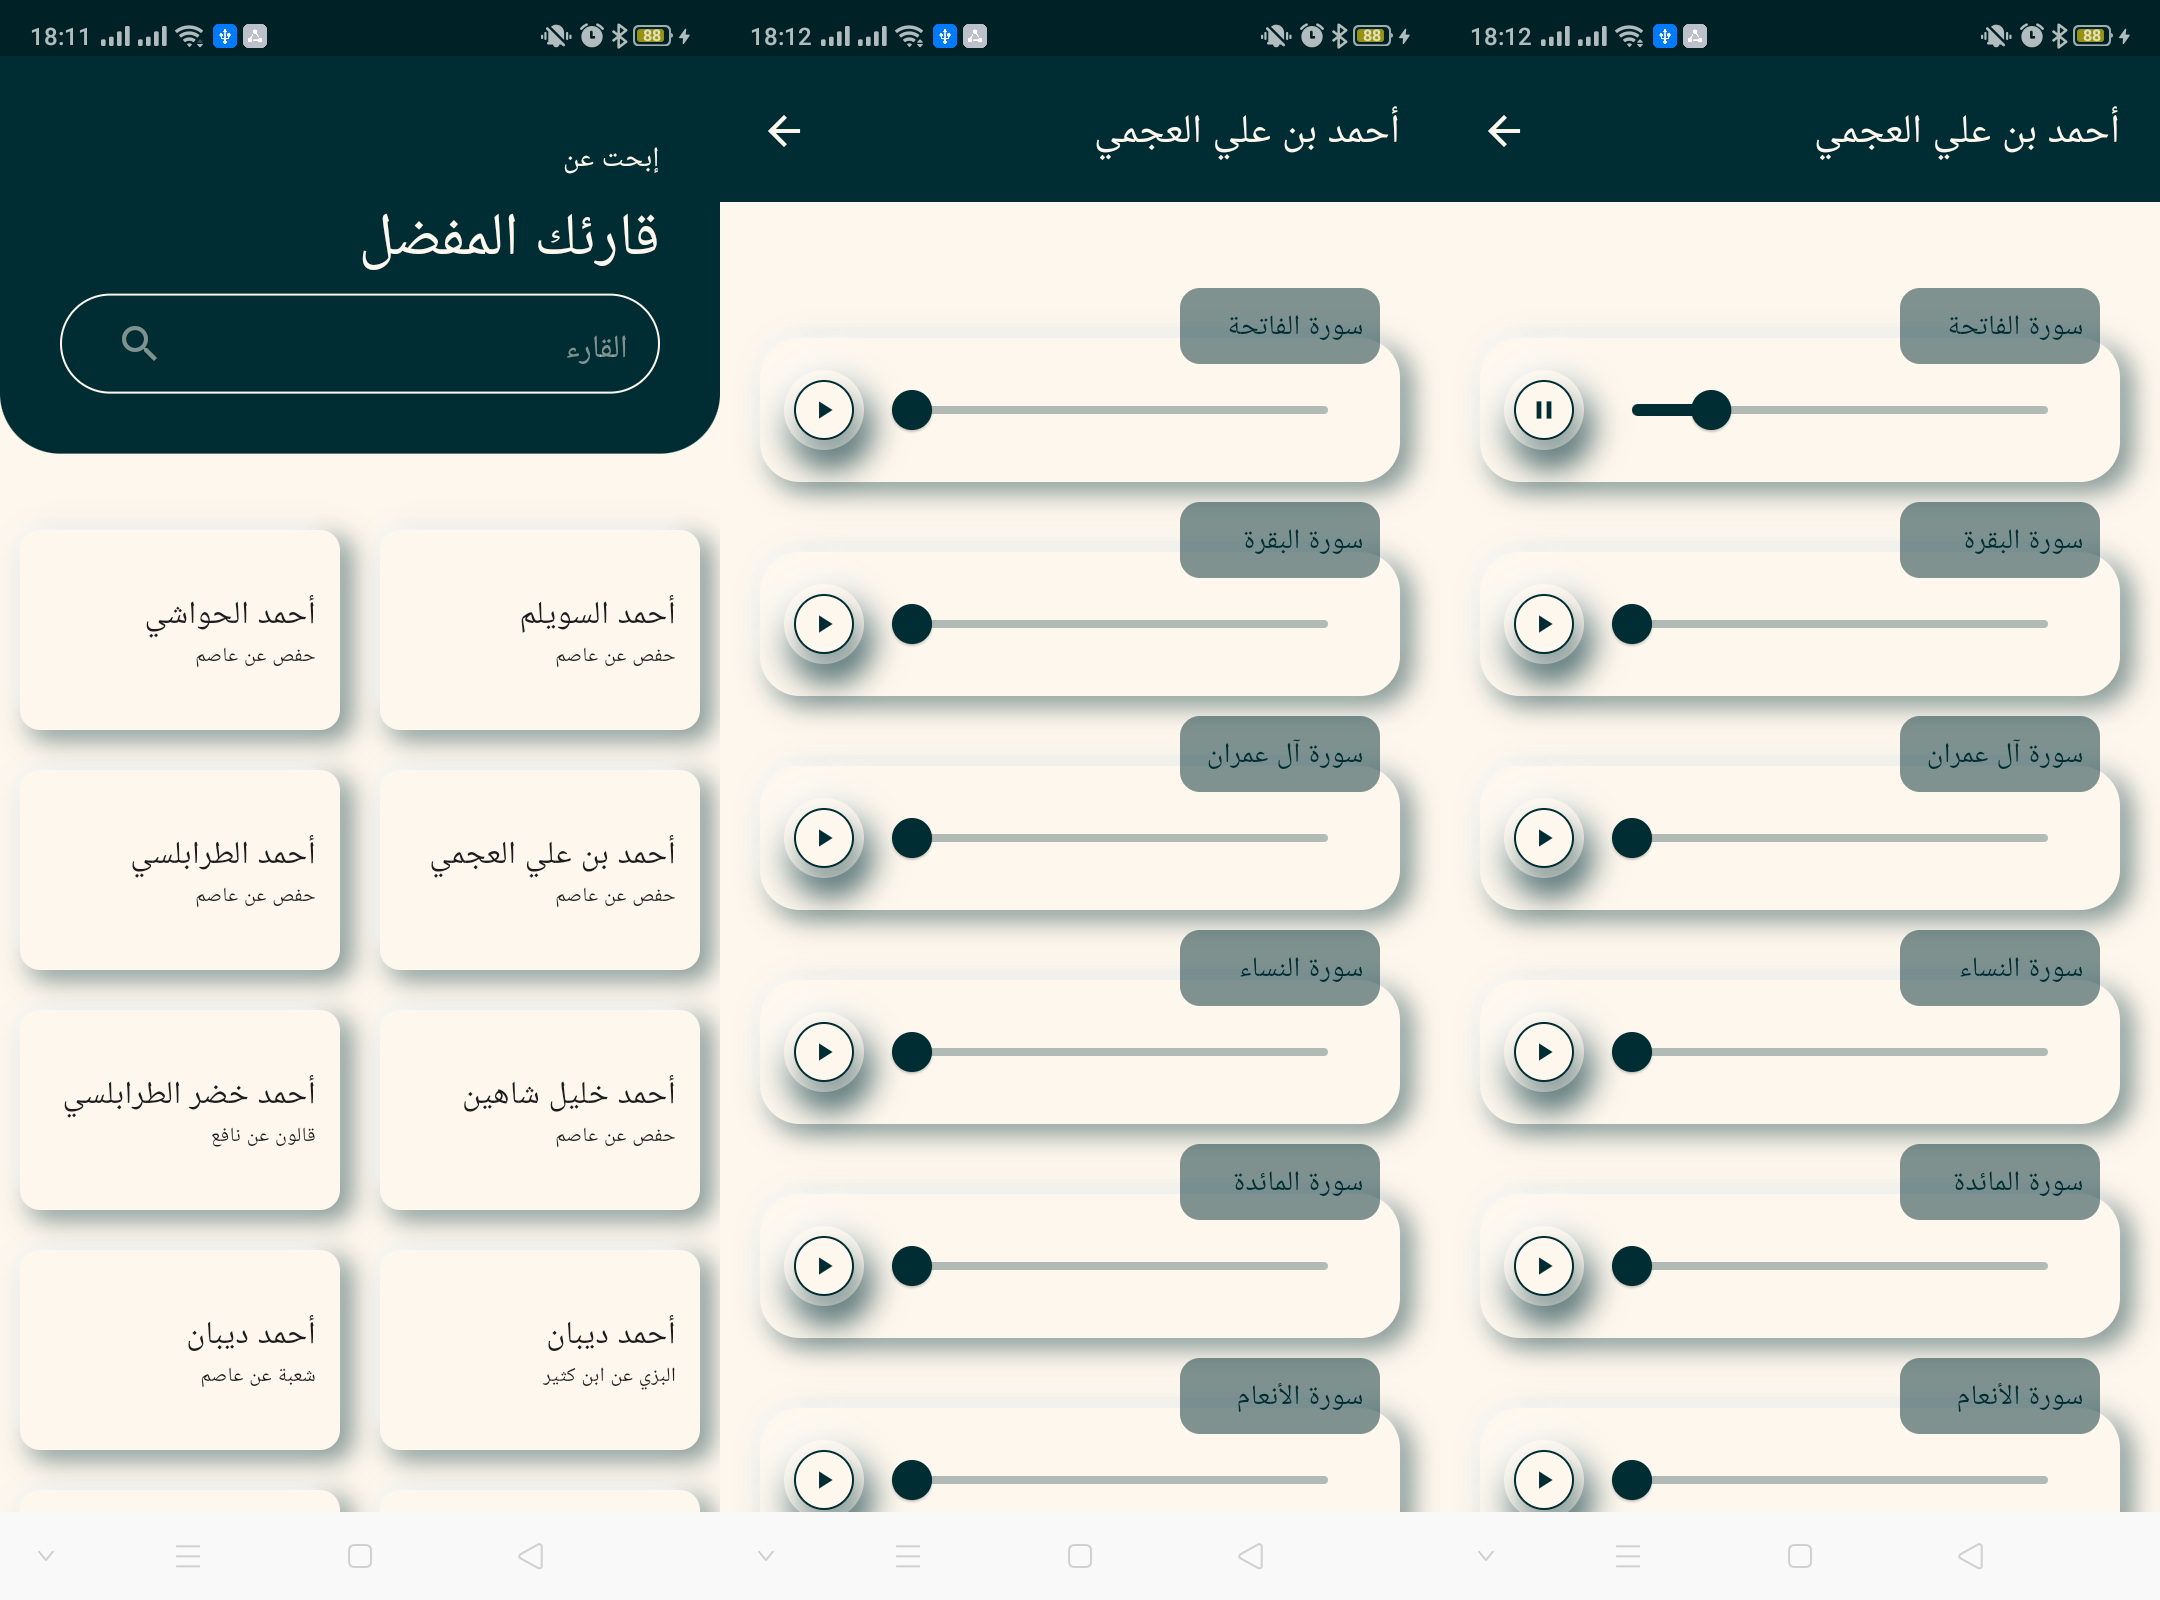 18:11
88
إبحت عن
قارئك المفضل
القارء
أحمد السويلم
حفص عن عاصم
أحمد الحواشي
حفص عن عاصم
أحمد بن علي العجمي
حفص عن عاصم
أحمد الطرابلسي
حفص عن عاصم
أحمد خليل شاهين
حفص عن عاصم
أحمد خضر الطرابلسي
قالون عن نافع
أحمد ديبان
البزي عن ابن كثير
أحمد ديبان
شعبة عن عاصم
18:12
88
أحمد بن علي العجمي
سورة الفاتحة
سورة البقرة
سورة آل عمران
سورة النساء
سورة المائدة
سورة الأنعام
18:12
88
أحمد بن علي العجمي
سورة الفاتحة
سورة البقرة
سورة آل عمران
سورة النساء
سورة المائدة
سورة الأنعام